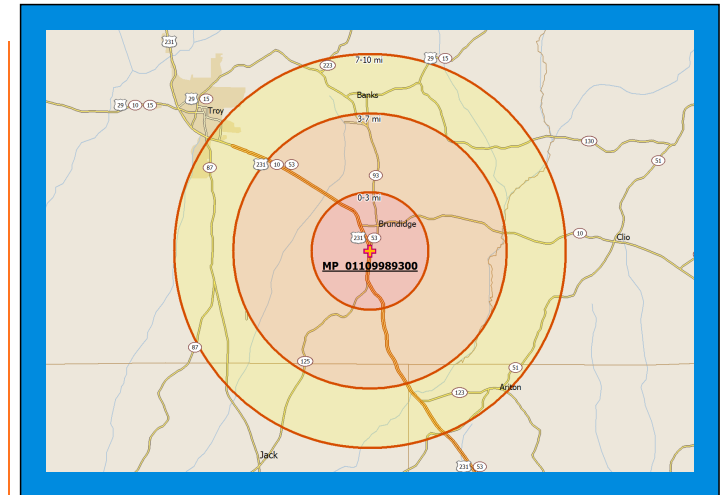 231
7-10 mi
29 15
223
Banks
29 15
29 10 15
Troy
3-7 mi
130
51
231 10 53
87
93
0-3 mi
Brundidge
231 53
10
Clio
MP_01109989300
87
125
51
Ariton
123
Jack
231 53